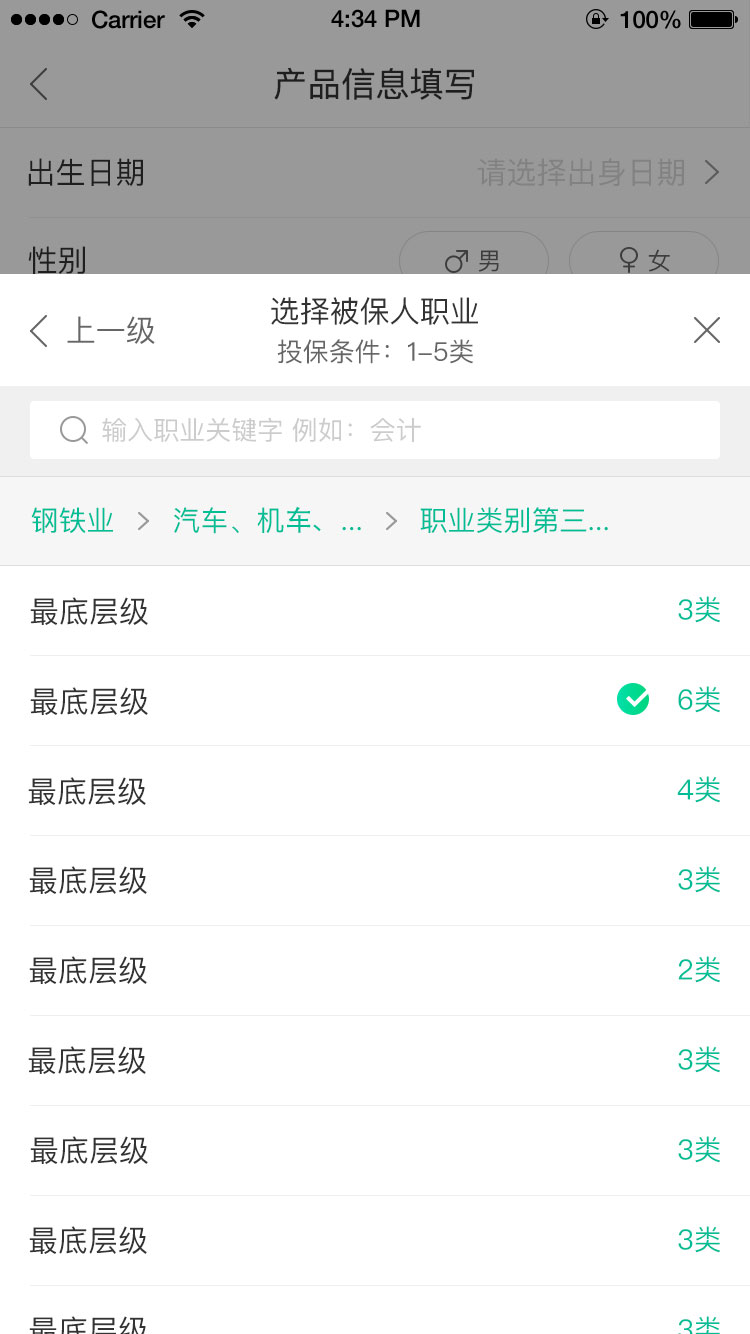 Carrier 4:34 PM 100%
产品信息填写
出生日期 请选择出身日期
性别 男 女
上一级 选择被保人职业
投保条件：1-5类
输入职业关键字 例如：会计
钢铁业 > 汽车、机车、... > 职业类别第三...
最底层级 3类
最底层级 6类
最底层级 4类
最底层级 3类
最底层级 2类
最底层级 3类
最底层级 3类
最底层级 3类
最底层级 3类